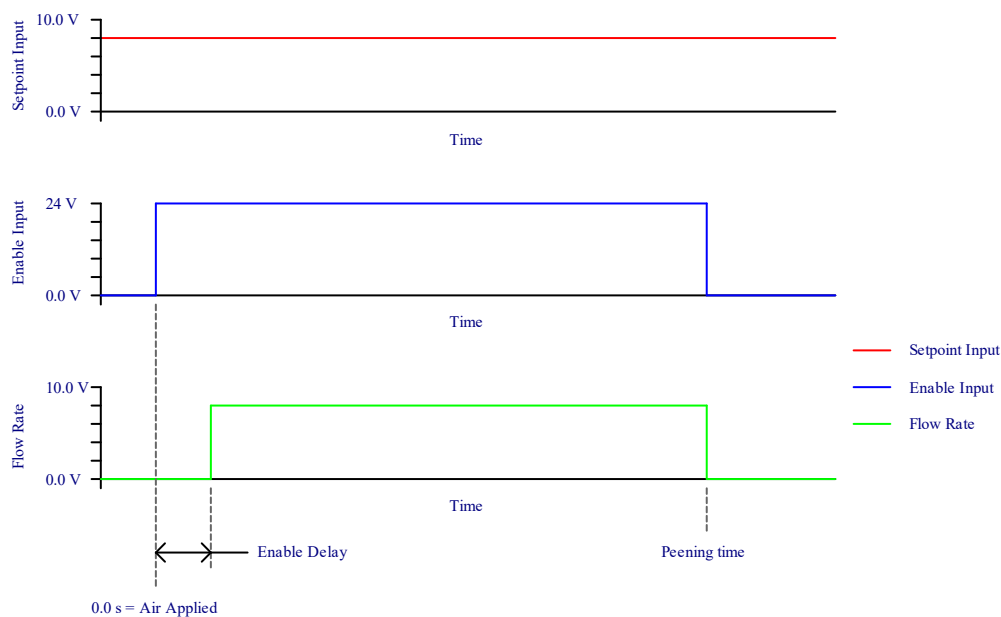 10.0 V
Setpoint Input
0.0 V
Time
24 V
Enable Input
0.0 V
Time
Setpoint Input
Enable Input
Flow Rate
10.0 V
Flow Rate
0.0 V
Time
Enable Delay
Peening time
0.0 s = Air Applied